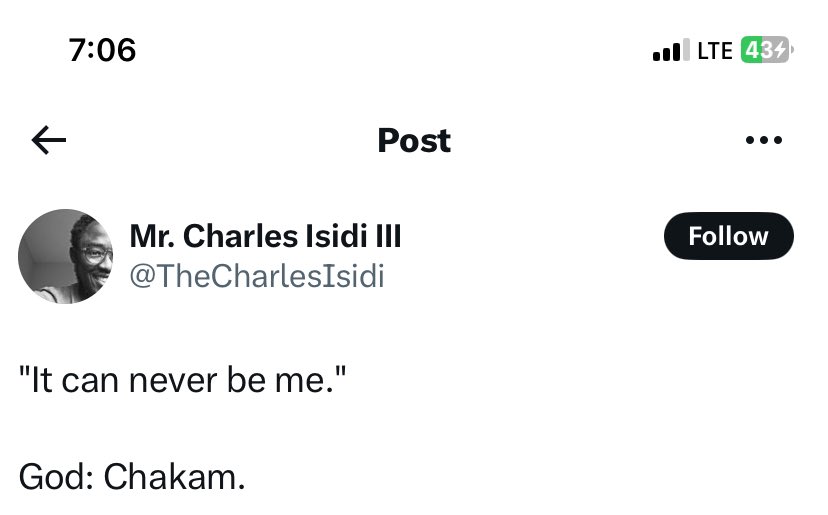 7:06 LTE 43
Post
Mr. Charles Isidi III
Follow
@TheCharlesIsidi
"It can never be me."
God: Chakam.